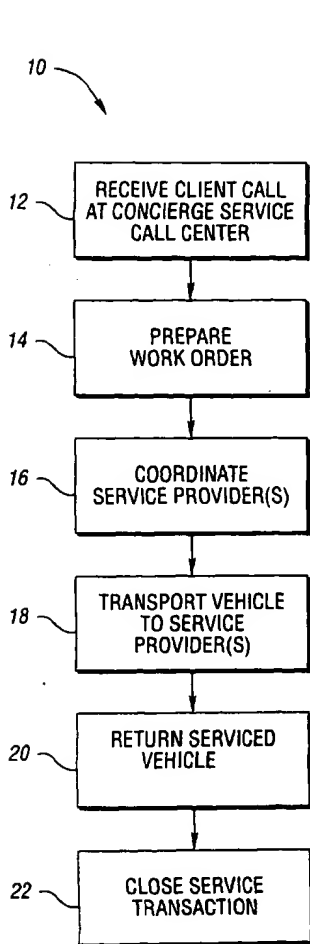 10
12
RECEIVE CLIENT CALL
AT CONCIERGE SERVICE
CALL CENTER
14
PREPARE
WORK ORDER
16
COORDINATE
SERVICE PROVIDER(S)
18
TRANSPORT VEHICLE
TO SERVICE
PROVIDER(S)
20
RETURN SERVICED
VEHICLE
22
CLOSE SERVICE
TRANSACTION